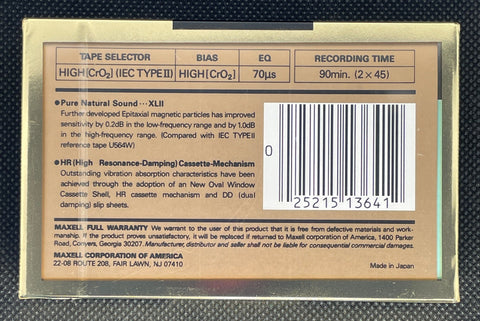 TAPE SELECTOR BIAS EQ RECORDING TIME
HIGH[CrO₂] (IEC TYPEⅡ) HIGH[CrO₂] 70μs 90min. (2×45)
●Pure Natural Sound…XLII
Further developed Epitaxial magnetic particles has improved
sensitivity by 0.2dB in the low-frequency range and by 1.0dB
in the high-frequency range. (Compared with IEC TYPEⅡ
reference tape U564W)
●HR(High Resonance-Damping) Cassette-Mechanism
Outstanding vibration absorption characteristics have
been achieved through the adoption of an New Oval Window
Cassette Shell, HR cassette mechanism and DD (dual
damping) slip sheets.
0 25215 13641
MAXELL FULL WARRANTY We warrant to the user of this product that it is free from defective materials and work-
manship. If the product proves unsatisfactory, it will be replaced if returned to Maxell corporation of America, 1400 Parker
Road, Conyers, Georgia 30207. Manufacturer, distributor and seller shall not be liable for consequential commercial damages.
MAXELL CORPORATION OF AMERICA
22-08 ROUTE 208, FAIR LAWN, NJ 07410
Made in Japan